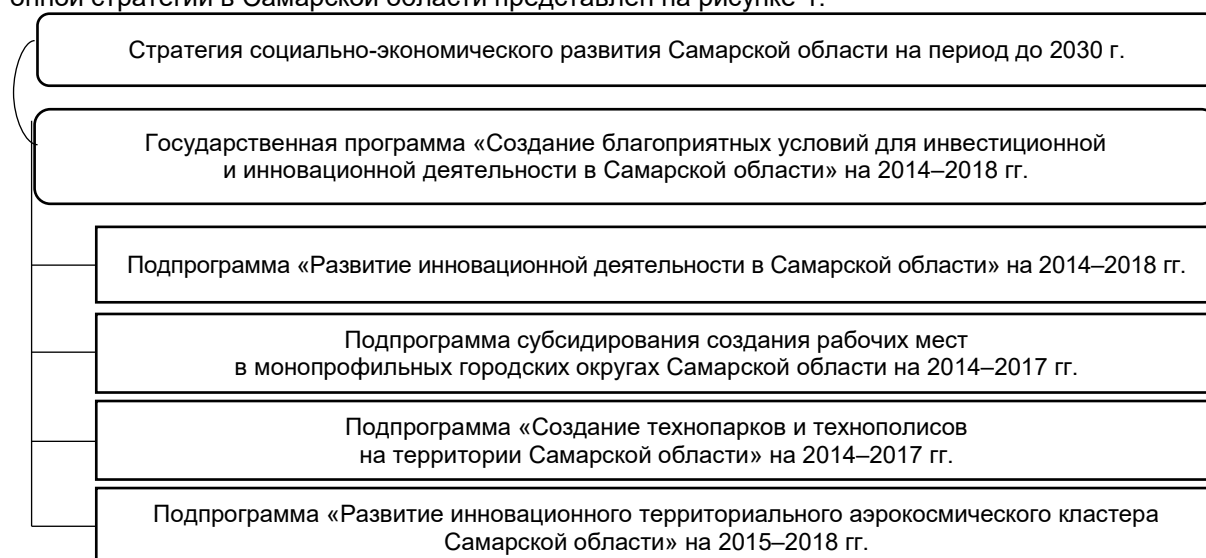 онной стратегии в Самарской области представлен на рисунке 1.
Стратегия социально-экономического развития Самарской области на период до 2030 г.
Государственная программа «Создание благоприятных условий для инвестиционной
и инновационной деятельности в Самарской области» на 2014–2018 гг.
Подпрограмма «Развитие инновационной деятельности в Самарской области» на 2014–2018 гг.
Подпрограмма субсидирования создания рабочих мест
в монопрофильных городских округах Самарской области на 2014–2017 гг.
Подпрограмма «Создание технопарков и технополисов
на территории Самарской области» на 2014–2017 гг.
Подпрограмма «Развитие инновационного территориального аэрокосмического кластера
Самарской области» на 2015–2018 гг.